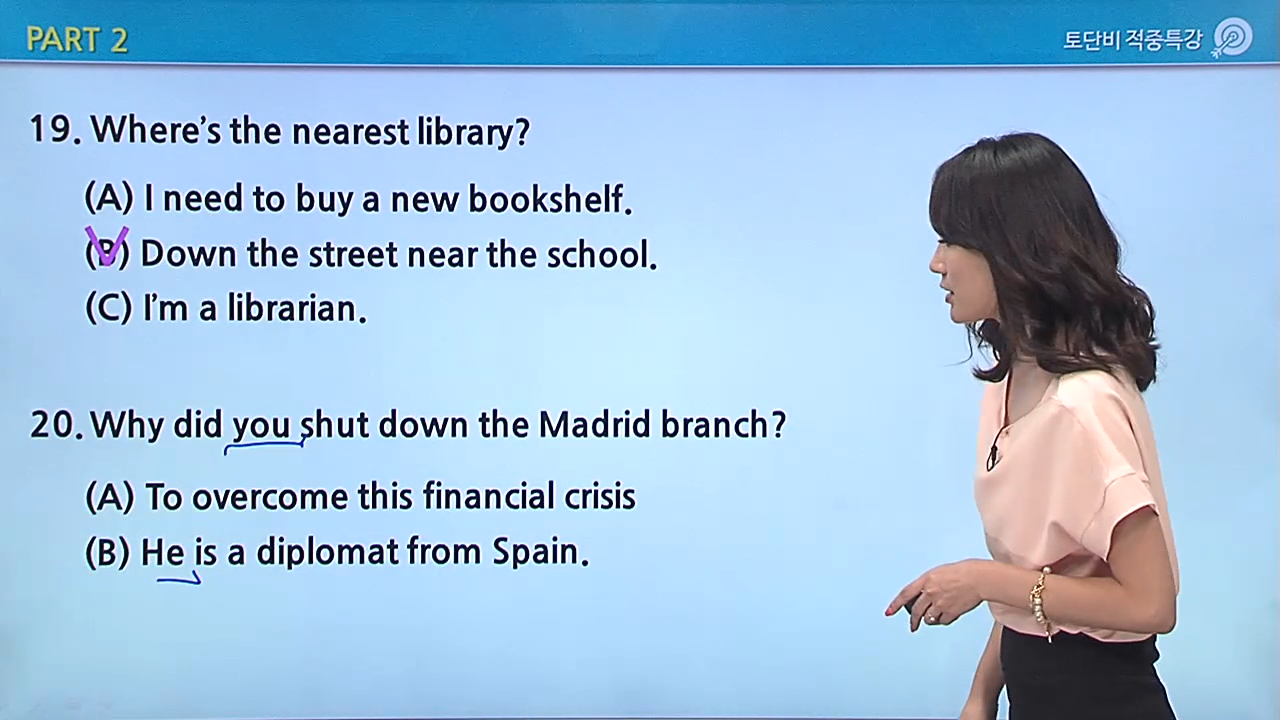 PART 2
토단비 적중특강
19. Where's the nearest library?
(A) I need to buy a new bookshelf.
(B) Down the street near the school.
(C) I'm a librarian.
20. Why did you shut down the Madrid branch?
(A) To overcome this financial crisis
(B) He is a diplomat from Spain.